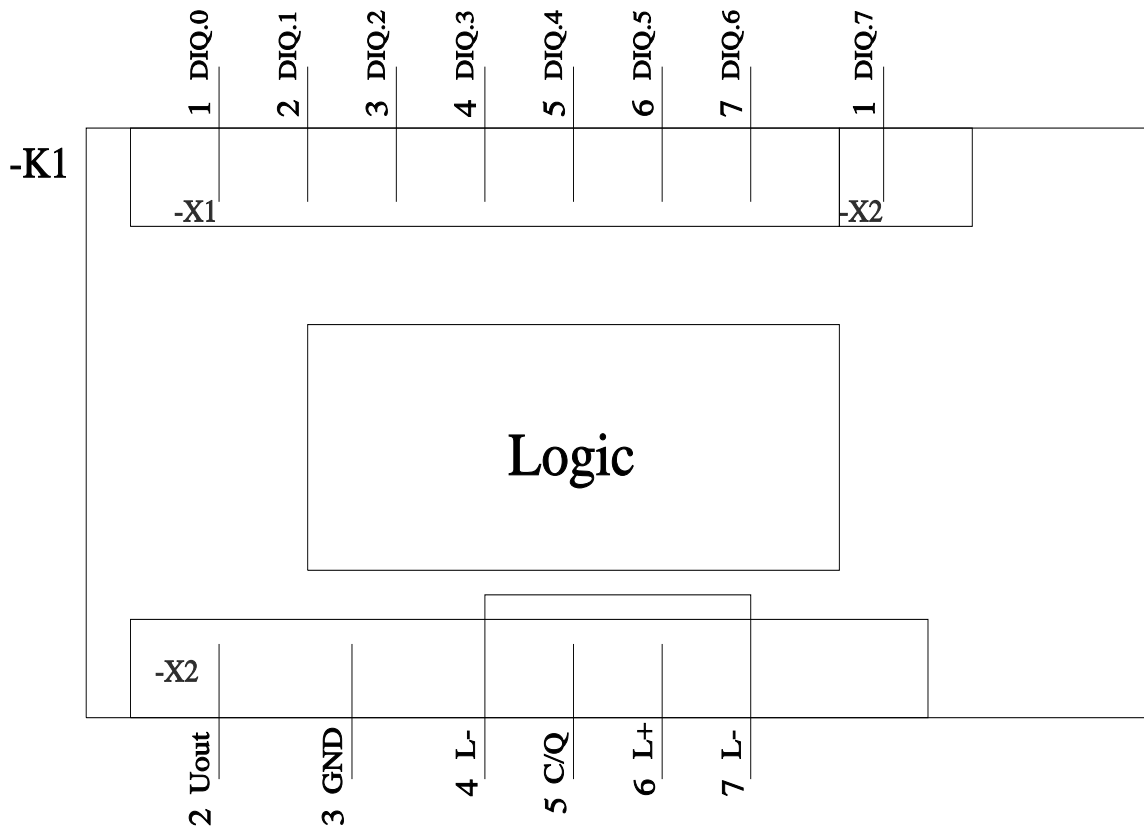 1 DIQ.0
2 DIQ.1
3 DIQ.2
4 DIQ.3
5 DIQ.4
6 DIQ.5
7 DIQ.6
1 DIQ.7
-K1
-X1
-X2
Logic
-X2
2 Uout
3 GND
4 L-
5 C/Q
6 L+
7 L-